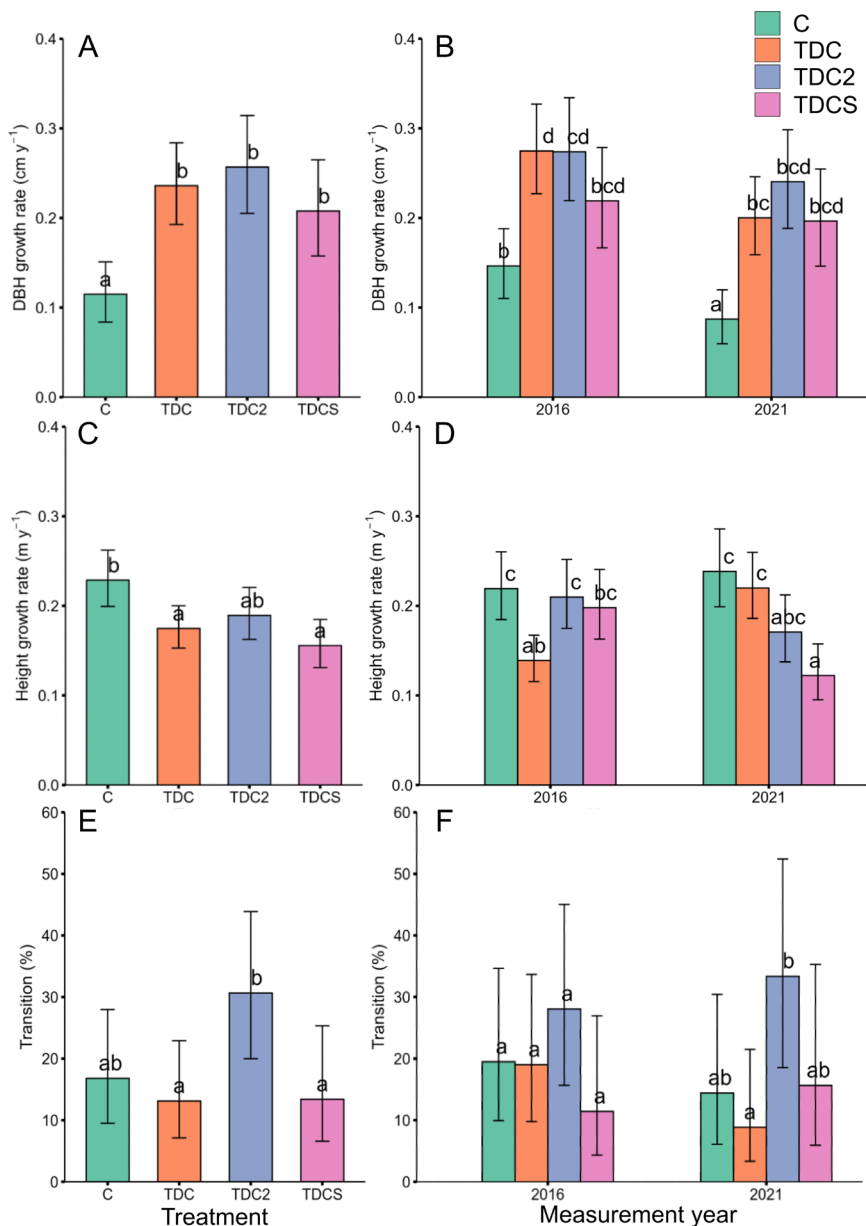 A
DBH growth rate (cm y⁻¹)
0.4
0.3
0.2
0.1
0.0
a
b
b
b
C
TDC
TDC2
TDCS
B
C
TDC
TDC2
TDCS
DBH growth rate (cm y⁻¹)
0.4
0.3
0.2
0.1
0.0
b
d
cd
bcd
a
bc
bcd
bcd
2016
2021
C
Height growth rate (m y⁻¹)
0.4
0.3
0.2
0.1
0.0
b
a
ab
a
C
TDC
TDC2
TDCS
D
Height growth rate (m y⁻¹)
0.4
0.3
0.2
0.1
0.0
c
ab
c
bc
c
c
abc
a
2016
2021
E
Transition (%)
60
50
40
30
20
10
0
ab
a
b
a
C
TDC
TDC2
TDCS
Treatment
F
Transition (%)
60
50
40
30
20
10
0
a
a
a
a
ab
a
b
ab
2016
2021
Measurement year